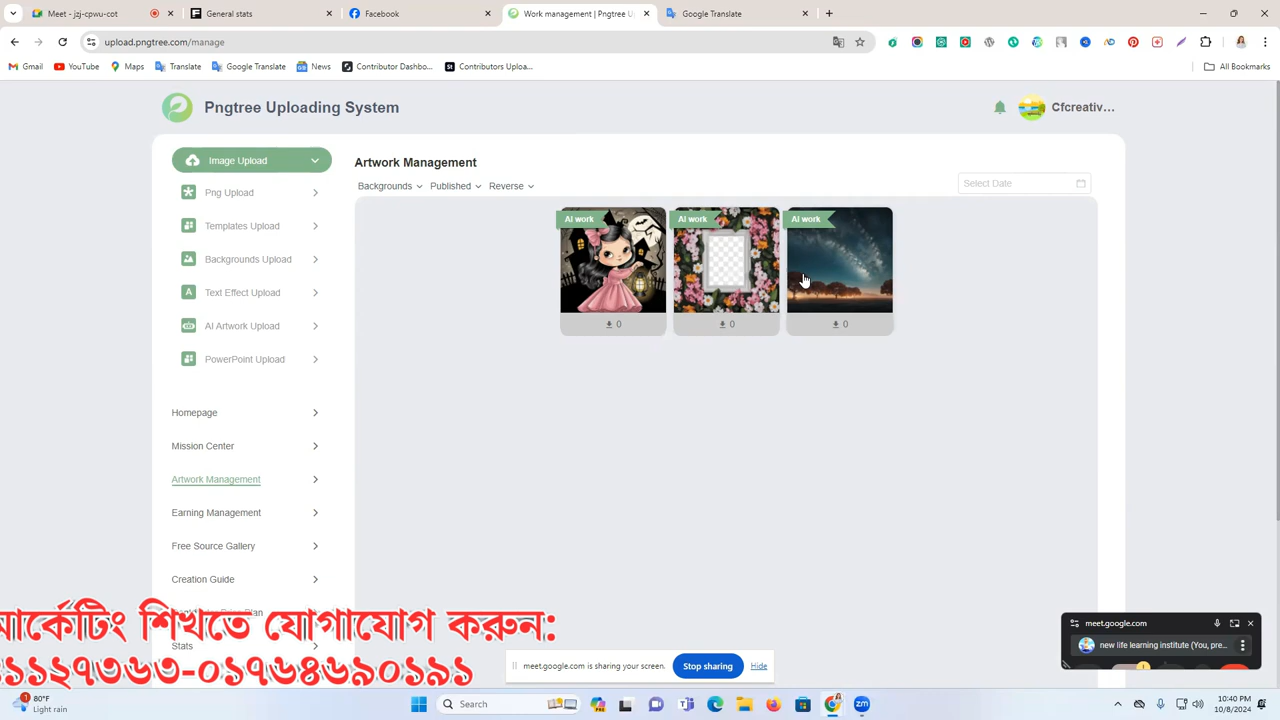 Meet - jzj-cpwu-cot
General stats
Facebook
Work management | Pngtree Up
Google Translate
upload.pngtree.com/manage
Gmail
YouTube
Maps
Translate
Google Translate
News
Contributor Dashbo...
Contributors Uploa...
All Bookmarks
Pngtree Uploading System
Cfcreativ...
Image Upload
Png Upload
Templates Upload
Backgrounds Upload
Text Effect Upload
AI Artwork Upload
PowerPoint Upload
Homepage
Mission Center
Artwork Management
Earning Management
Free Source Gallery
Creation Guide
Stats
Artwork Management
Backgrounds
Published
Reverse
Select Date
AI work
AI work
AI work
0
0
0
মার্কেটিং শিখতে যোগাযোগ করুন:
১১২৭৩৬৩-০১৭৬৪৬৯০১৯১
meet.google.com is sharing your screen.
Stop sharing
Hide
meet.google.com
new life learning institute (You, pre...
80°F
Light rain
Search
10:40 PM
10/8/2024